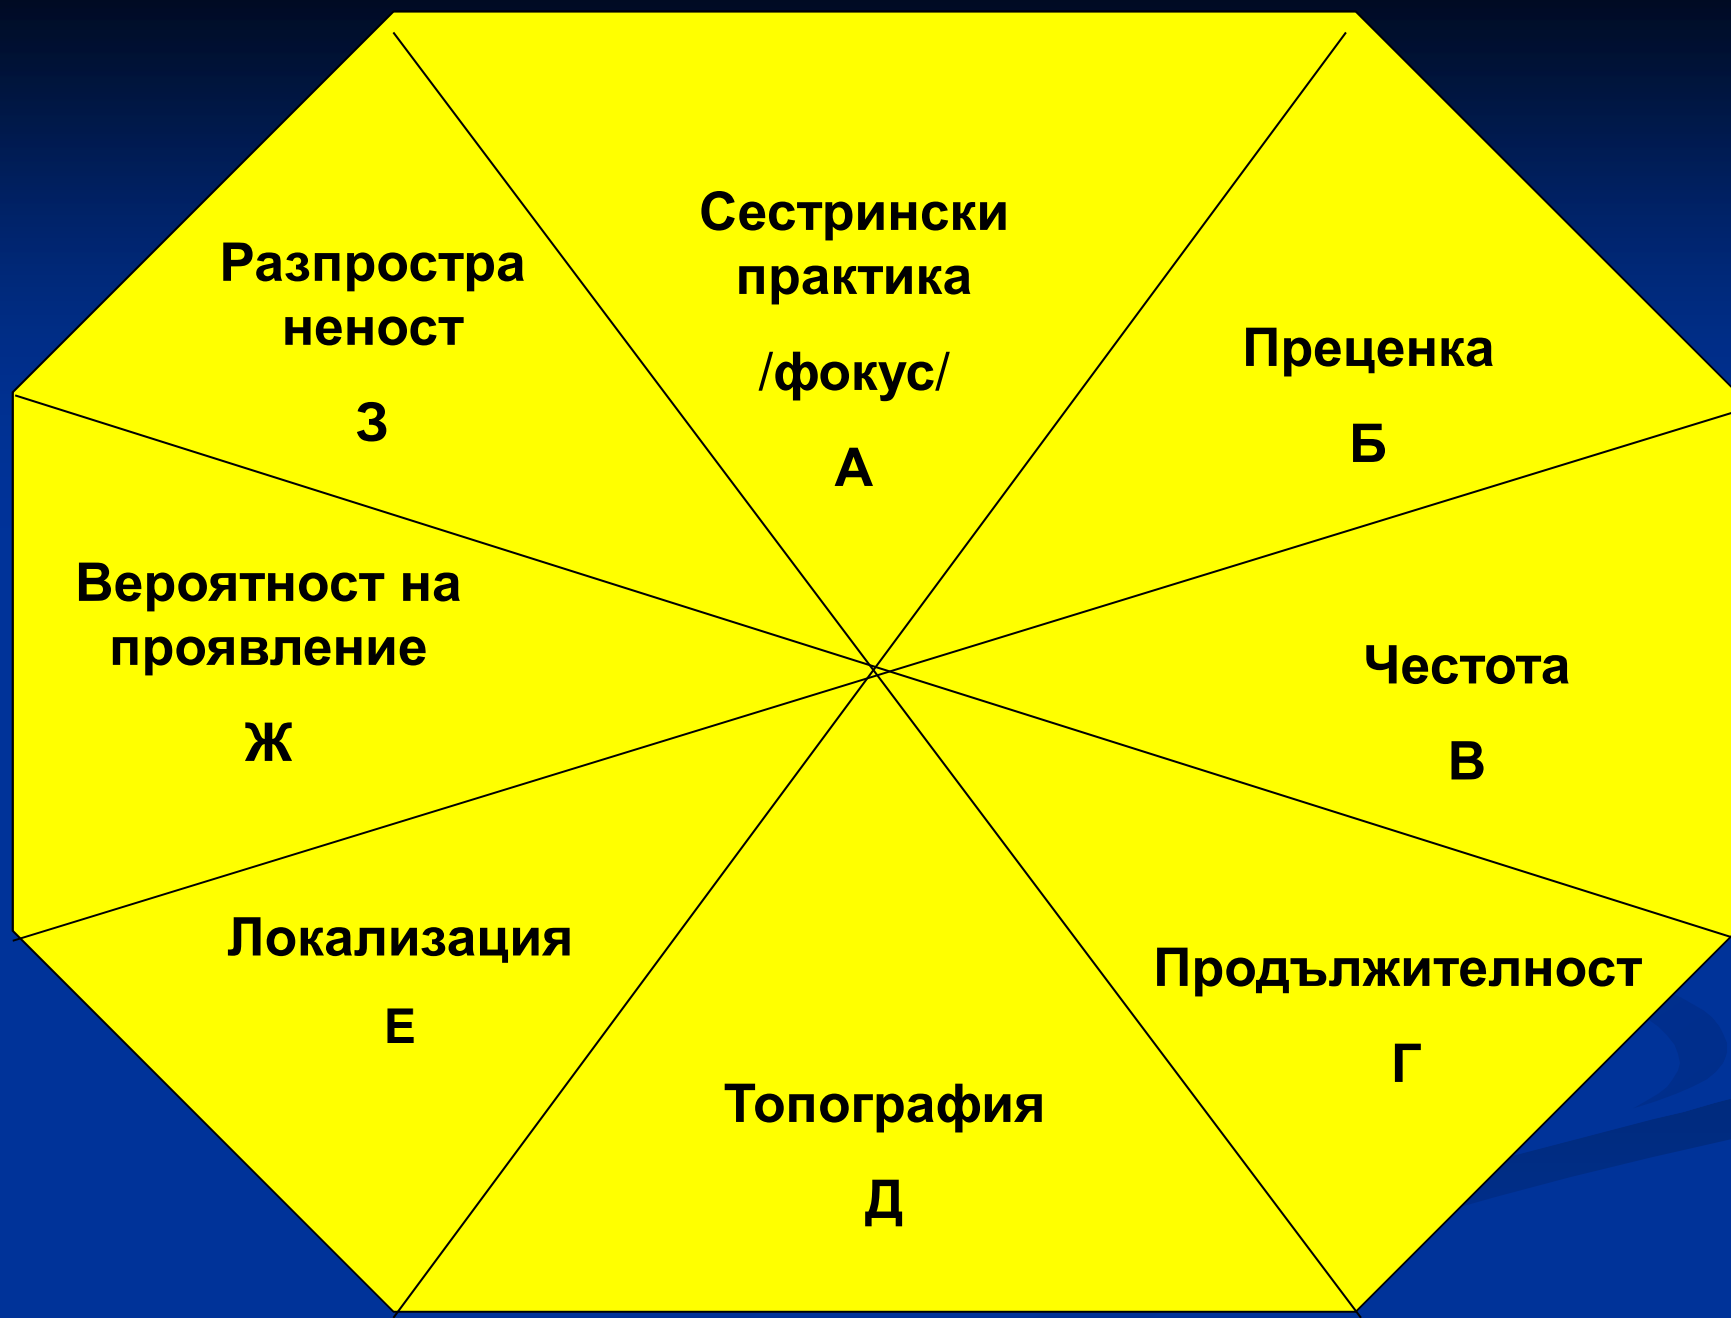 Сестрински
практика
/фокус/
А
Преценка
Б
Честота
В
Продължителност
Г
Топография
Д
Локализация
Е
Вероятност на
проявление
Ж
Разпростра
неност
З